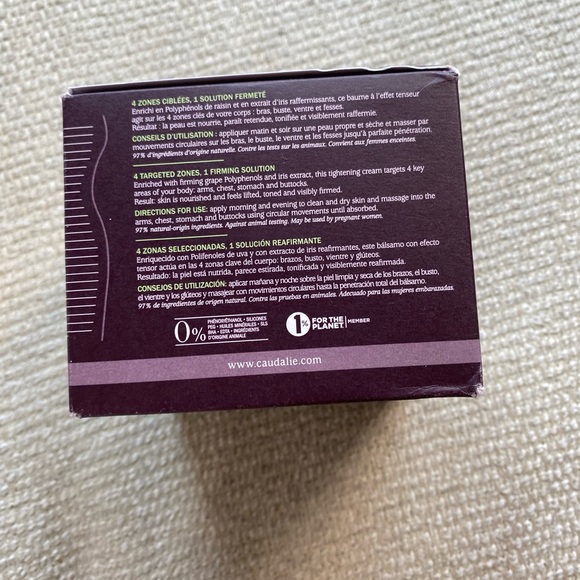 4 ZONES CIBLÉES, 1 SOLUTION FERMETÉ
Enrichi en Polyphénols de raisin et en extrait d'iris raffermissants, ce baume à l'effet tenseur
agit sur les 4 zones clés de votre corps : bras, buste, ventre et fesses.
Résultat : la peau est nourrie, paraît retendue, tonifiée et visiblement raffermie.
CONSEILS D'UTILISATION : appliquer matin et soir sur une peau propre et sèche et masser par
mouvements circulaires sur les bras, le buste, le ventre et les fesses jusqu'à parfaite pénétration.
97% d'ingrédients d'origine naturelle. Contre les tests sur les animaux. Convient aux femmes enceintes.
4 TARGETED ZONES, 1 FIRMING SOLUTION
Enriched with firming grape Polyphenols and iris extract, this tightening cream targets 4 key
areas of your body: arms, chest, stomach and buttocks.
Result: skin is nourished and feels lifted, toned and visibly firmed.
DIRECTIONS FOR USE: apply morning and evening to clean and dry skin and massage into the
arms, chest, stomach and buttocks using circular movements until absorbed.
97% natural-origin ingredients. Against animal testing. May be used by pregnant women.
4 ZONAS SELECCIONADAS, 1 SOLUCIÓN REAFIRMANTE
Enriquecido con Polifenoles de uva y con extracto de iris reafirmantes, este bálsamo con efecto
tensor actúa en las 4 zonas clave del cuerpo: brazos, busto, vientre y glúteos.
Resultado: la piel está nutrida, parece estirada, tonificada y visiblemente reafirmada.
CONSEJOS DE UTILIZACIÓN: aplicar mañana y noche sobre la piel limpia y seca de los brazos, el busto,
el vientre y los glúteos y masajear con movimientos circulares hasta la penetración total del bálsamo.
97% de ingredientes de origen natural. Contra las pruebas en animales. Adecuado para las mujeres embarazadas.
0% PHÉNOXYÉTHANOL • SILICONES
PEG • HUILES MINÉRALES • SLS
BHA • EDTA • INGRÉDIENTS
D'ORIGINE ANIMALE
1% FOR THE PLANET MEMBER
www.caudalie.com